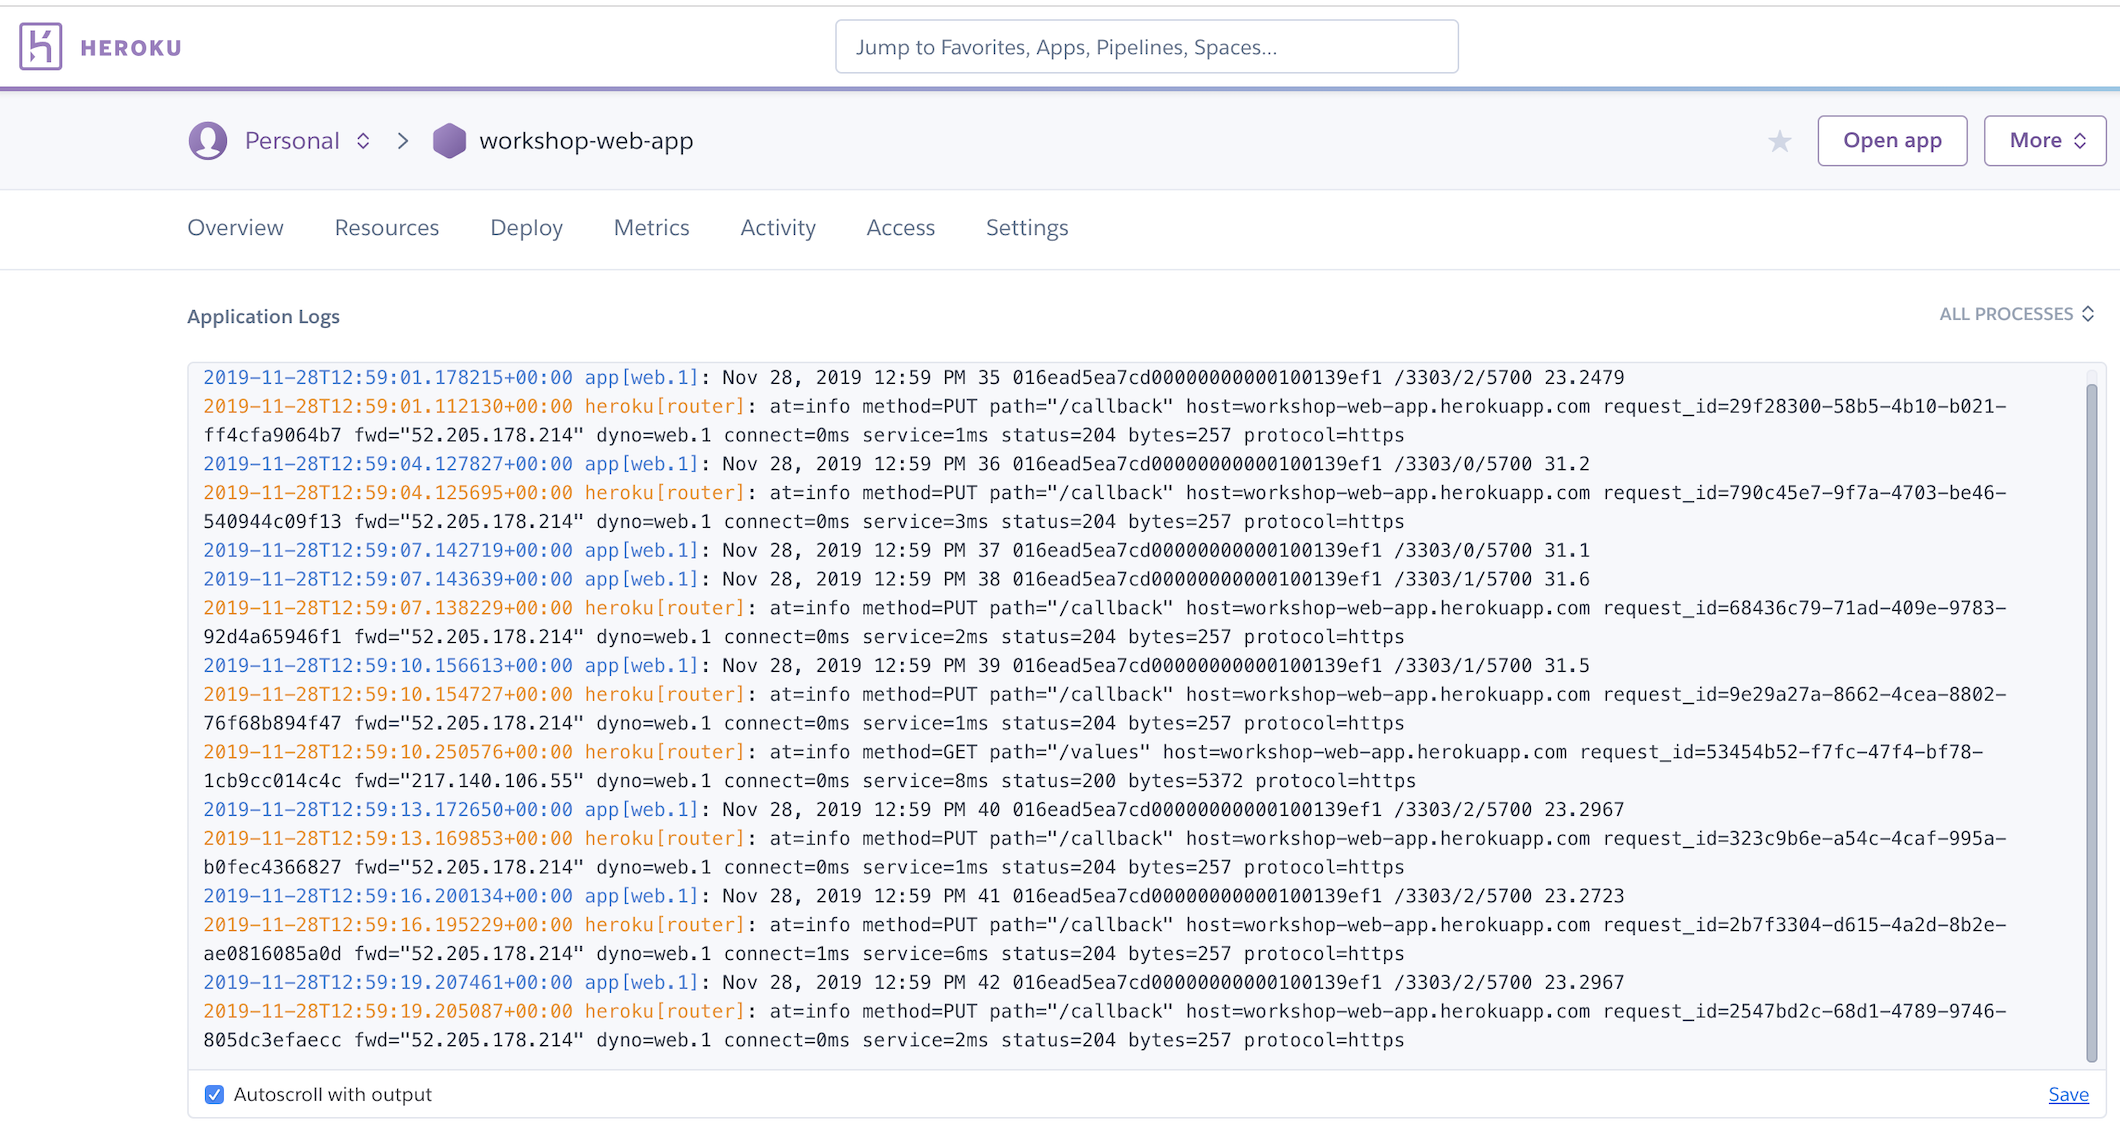 HEROKU
Jump to Favorites, Apps, Pipelines, Spaces...
Personal
workshop-web-app
Open app
More
Overview
Resources
Deploy
Metrics
Activity
Access
Settings
Application Logs
ALL PROCESSES
2019-11-28T12:59:01.178215+00:00 app[web.1]: Nov 28, 2019 12:59 PM 35 016ead5ea7cd00000000000100139ef1 /3303/2/5700 23.2479
2019-11-28T12:59:01.112130+00:00 heroku[router]: at=info method=PUT path="/callback" host=workshop-web-app.herokuapp.com request_id=29f28300-58b5-4b10-b021-
ff4cfa9064b7 fwd="52.205.178.214" dyno=web.1 connect=0ms service=1ms status=204 bytes=257 protocol=https
2019-11-28T12:59:04.127827+00:00 app[web.1]: Nov 28, 2019 12:59 PM 36 016ead5ea7cd00000000000100139ef1 /3303/0/5700 31.2
2019-11-28T12:59:04.125695+00:00 heroku[router]: at=info method=PUT path="/callback" host=workshop-web-app.herokuapp.com request_id=790c45e7-9f7a-4703-be46-
540944c09f13 fwd="52.205.178.214" dyno=web.1 connect=0ms service=3ms status=204 bytes=257 protocol=https
2019-11-28T12:59:07.142719+00:00 app[web.1]: Nov 28, 2019 12:59 PM 37 016ead5ea7cd00000000000100139ef1 /3303/0/5700 31.1
2019-11-28T12:59:07.143639+00:00 app[web.1]: Nov 28, 2019 12:59 PM 38 016ead5ea7cd00000000000100139ef1 /3303/1/5700 31.6
2019-11-28T12:59:07.138229+00:00 heroku[router]: at=info method=PUT path="/callback" host=workshop-web-app.herokuapp.com request_id=68436c79-71ad-409e-9783-
92d4a65946f1 fwd="52.205.178.214" dyno=web.1 connect=0ms service=2ms status=204 bytes=257 protocol=https
2019-11-28T12:59:10.156613+00:00 app[web.1]: Nov 28, 2019 12:59 PM 39 016ead5ea7cd00000000000100139ef1 /3303/1/5700 31.5
2019-11-28T12:59:10.154727+00:00 heroku[router]: at=info method=PUT path="/callback" host=workshop-web-app.herokuapp.com request_id=9e29a27a-8662-4cea-8802-
76f68b894f47 fwd="52.205.178.214" dyno=web.1 connect=0ms service=1ms status=204 bytes=257 protocol=https
2019-11-28T12:59:10.250576+00:00 heroku[router]: at=info method=GET path="/values" host=workshop-web-app.herokuapp.com request_id=53454b52-f7fc-47f4-bf78-
1cb9cc014c4c fwd="217.140.106.55" dyno=web.1 connect=0ms service=8ms status=200 bytes=5372 protocol=https
2019-11-28T12:59:13.172650+00:00 app[web.1]: Nov 28, 2019 12:59 PM 40 016ead5ea7cd00000000000100139ef1 /3303/2/5700 23.2967
2019-11-28T12:59:13.169853+00:00 heroku[router]: at=info method=PUT path="/callback" host=workshop-web-app.herokuapp.com request_id=323c9b6e-a54c-4caf-995a-
b0fec4366827 fwd="52.205.178.214" dyno=web.1 connect=0ms service=1ms status=204 bytes=257 protocol=https
2019-11-28T12:59:16.200134+00:00 app[web.1]: Nov 28, 2019 12:59 PM 41 016ead5ea7cd00000000000100139ef1 /3303/2/5700 23.2723
2019-11-28T12:59:16.195229+00:00 heroku[router]: at=info method=PUT path="/callback" host=workshop-web-app.herokuapp.com request_id=2b7f3304-d615-4a2d-8b2e-
ae0816085a0d fwd="52.205.178.214" dyno=web.1 connect=1ms service=6ms status=204 bytes=257 protocol=https
2019-11-28T12:59:19.207461+00:00 app[web.1]: Nov 28, 2019 12:59 PM 42 016ead5ea7cd00000000000100139ef1 /3303/2/5700 23.2967
2019-11-28T12:59:19.205087+00:00 heroku[router]: at=info method=PUT path="/callback" host=workshop-web-app.herokuapp.com request_id=2547bd2c-68d1-4789-9746-
805dc3efaecc fwd="52.205.178.214" dyno=web.1 connect=0ms service=2ms status=204 bytes=257 protocol=https
Autoscroll with output
Save